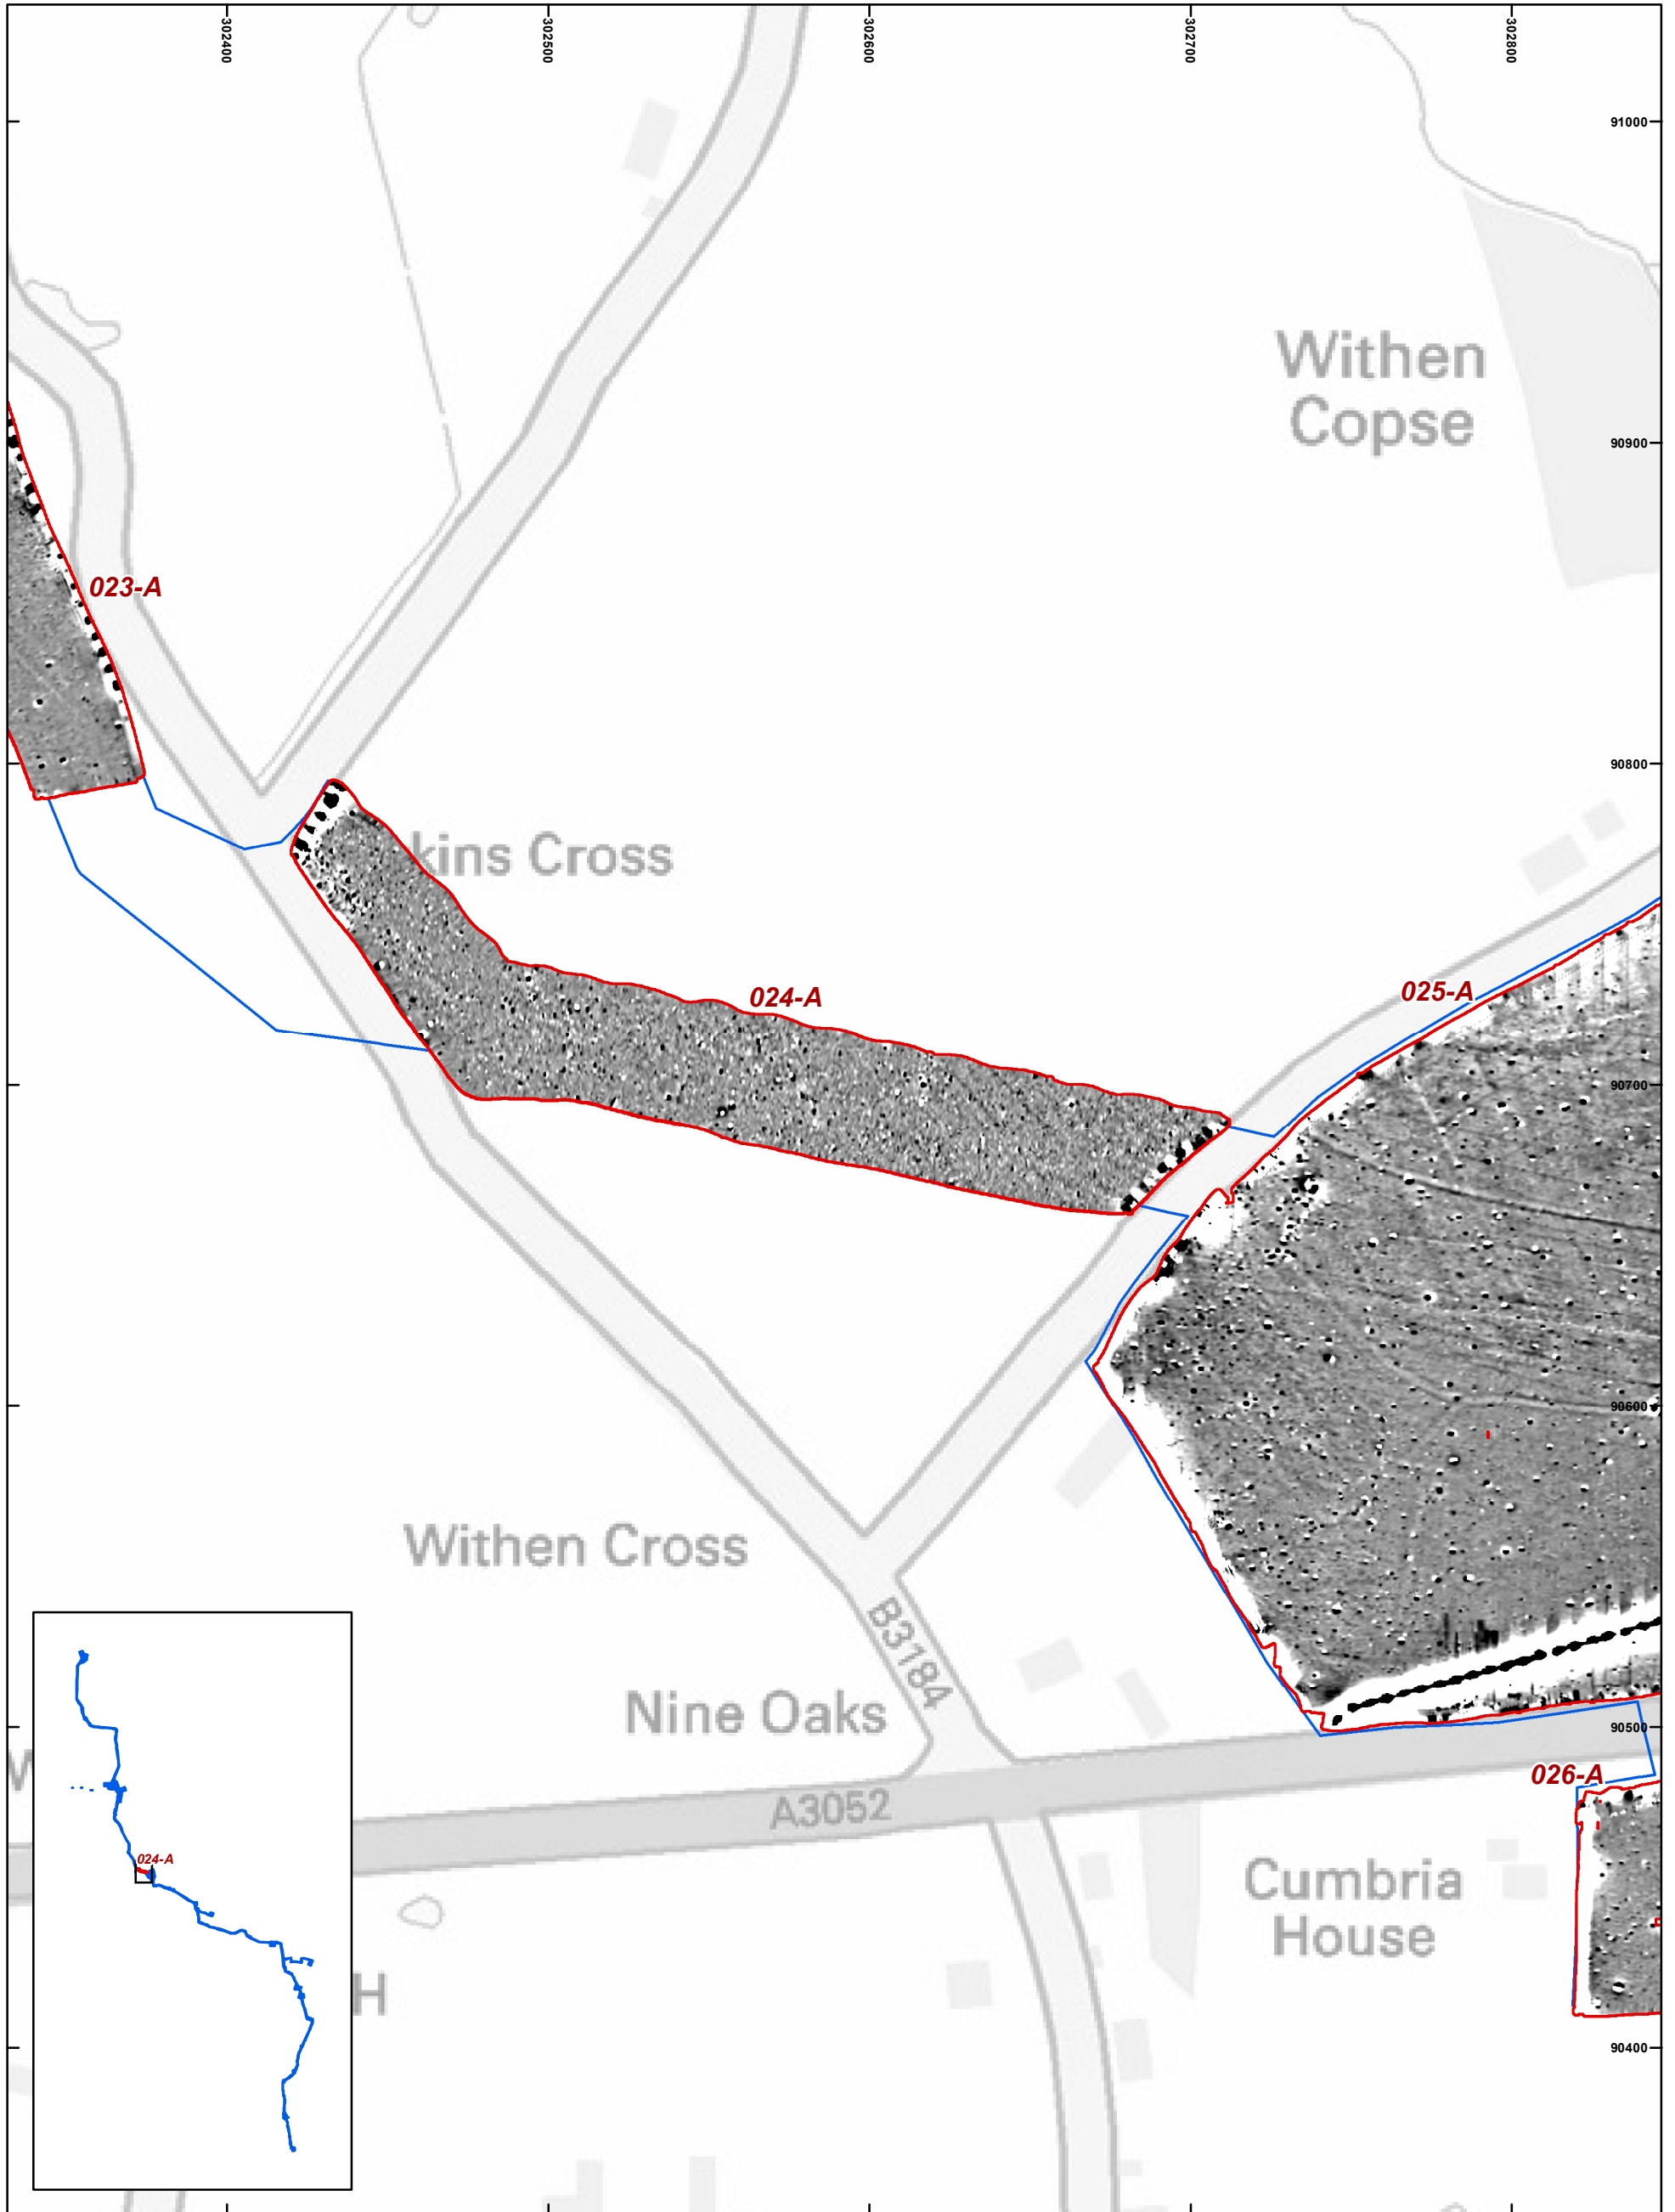 302400
302500
302600
302700
302800
91000
90900
90800
90700
90600
90500
90400
Withen
Copse
023-A
kins Cross
024-A
025-A
Withen Cross
B3184
Nine Oaks
A3052
026-A
Cumbria
House
024-A
H